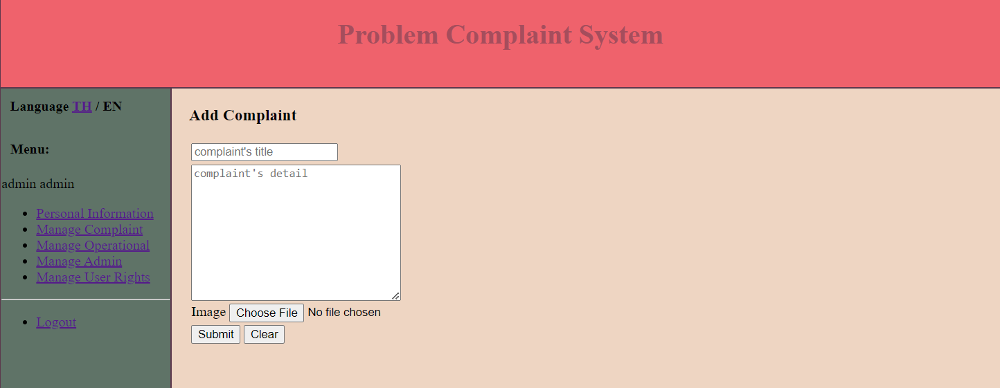 Problem Complaint System
Language TH / EN
Menu:
admin admin
Personal Information
Manage Complaint
Manage Operational
Manage Admin
Manage User Rights
Logout
Add Complaint
complaint's title
complaint's detail
Image Choose File No file chosen
Submit Clear